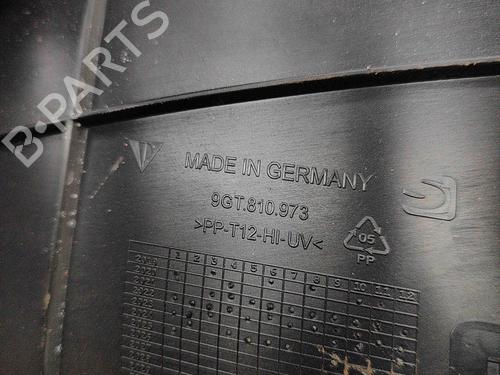 B-PARTS
MADE IN GERMANY
9GT.810.973
>PP-T12-HI-UV<
05
PP
1 2 3 4 5 6 7 8 9 10 11 12
2020